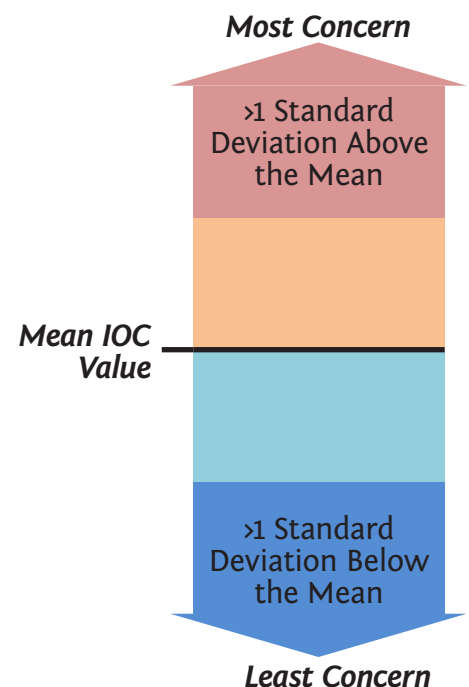 Most Concern
>1 Standard
Deviation Above
the Mean
Mean IOC
Value
>1 Standard
Deviation Below
the Mean
Least Concern